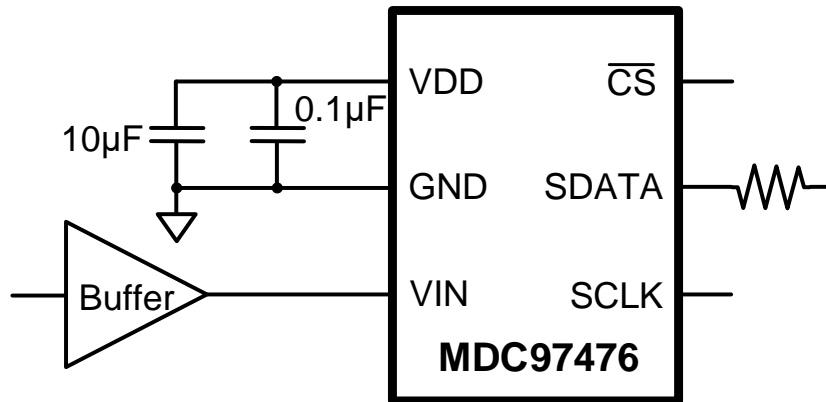 VDD
CS
0.1µF
10µF
GND
SDATA
Buffer
VIN
SCLK
MDC97476